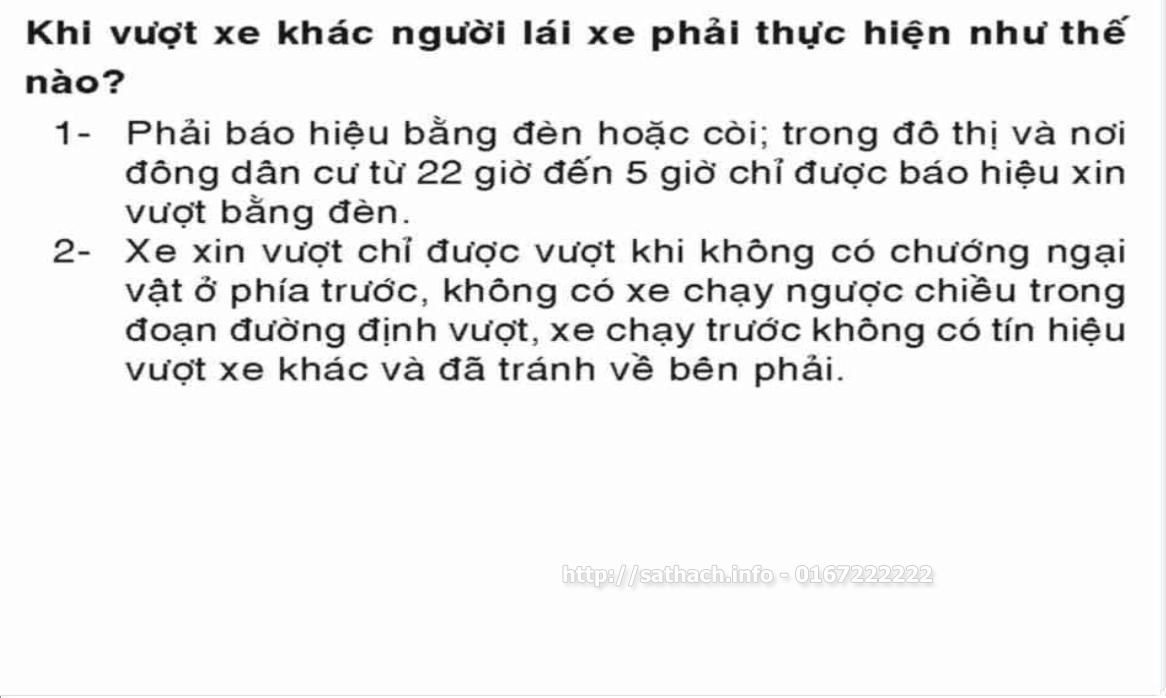 Khi vượt xe khác người lái xe phải thực hiện như thế
nào?
1- Phải báo hiệu bằng đèn hoặc còi; trong đô thị và nơi
đông dân cư từ 22 giờ đến 5 giờ chỉ được báo hiệu xin
vượt bằng đèn.
2- Xe xin vượt chỉ được vượt khi không có chướng ngại
vật ở phía trước, không có xe chạy ngược chiều trong
đoạn đường định vượt, xe chạy trước không có tín hiệu
vượt xe khác và đã tránh về bên phải.
http://sathach.info - 0167222222